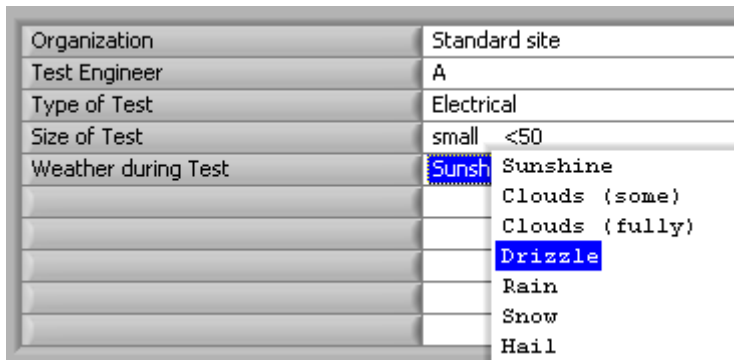 Organization Standard site
Test Engineer A
Type of Test Electrical
Size of Test small <50
Weather during Test Sunsh
Sunshine
Clouds (some)
Clouds (fully)
Drizzle
Rain
Snow
Hail